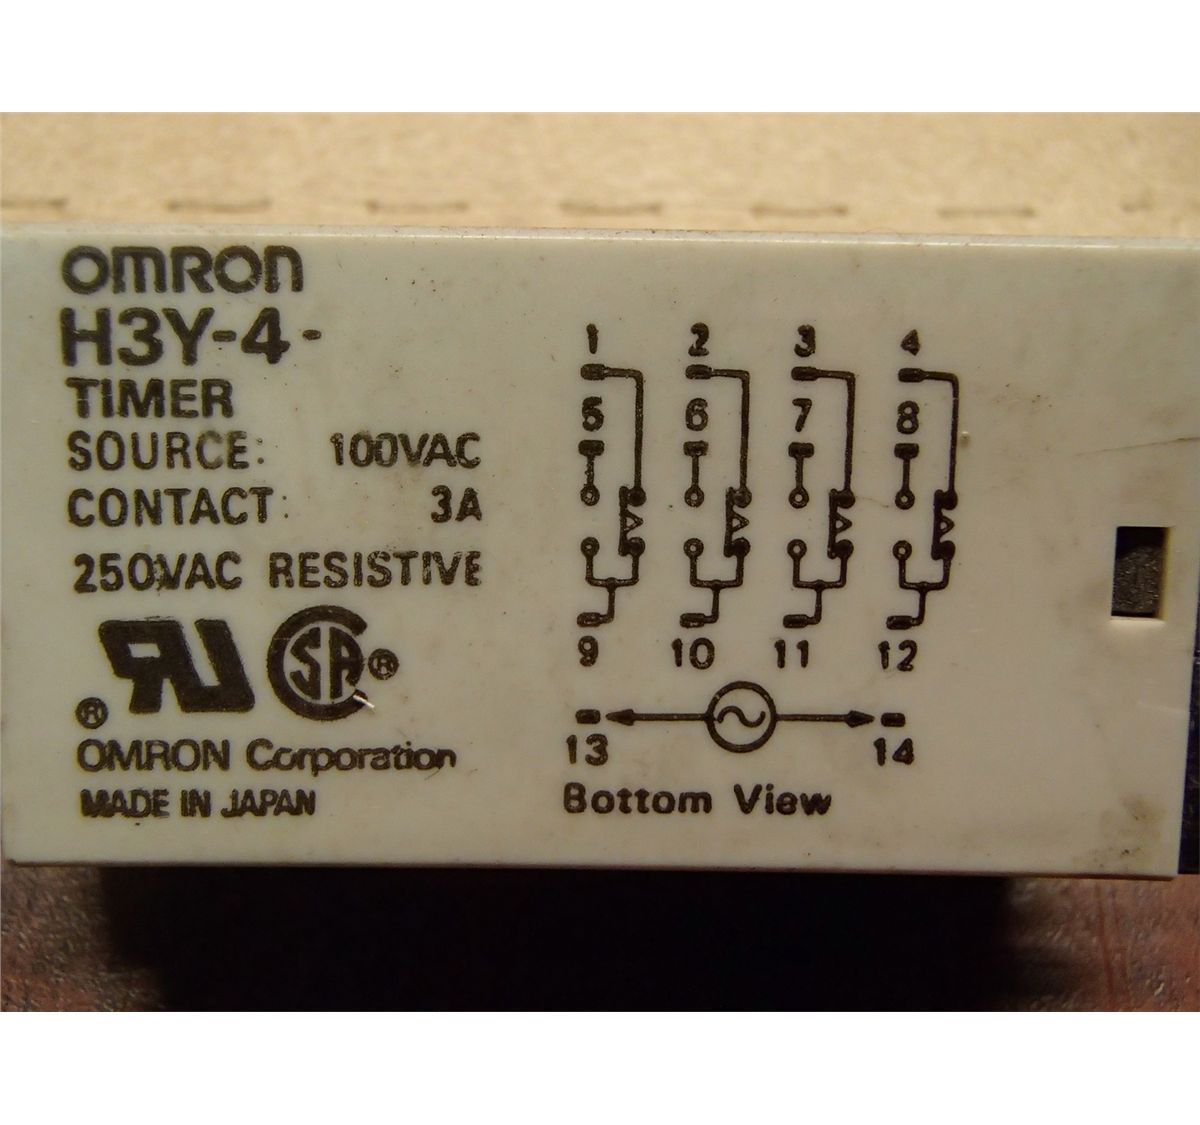 OMRON
H3Y-4-
TIMER
SOURCE: 100VAC
CONTACT: 3A
250VAC RESISTIVE
®
SA®
OMRON Corporation
MADE IN JAPAN
1 2 3 4
5 6 7 8
9 10 11 12
13 14
Bottom View